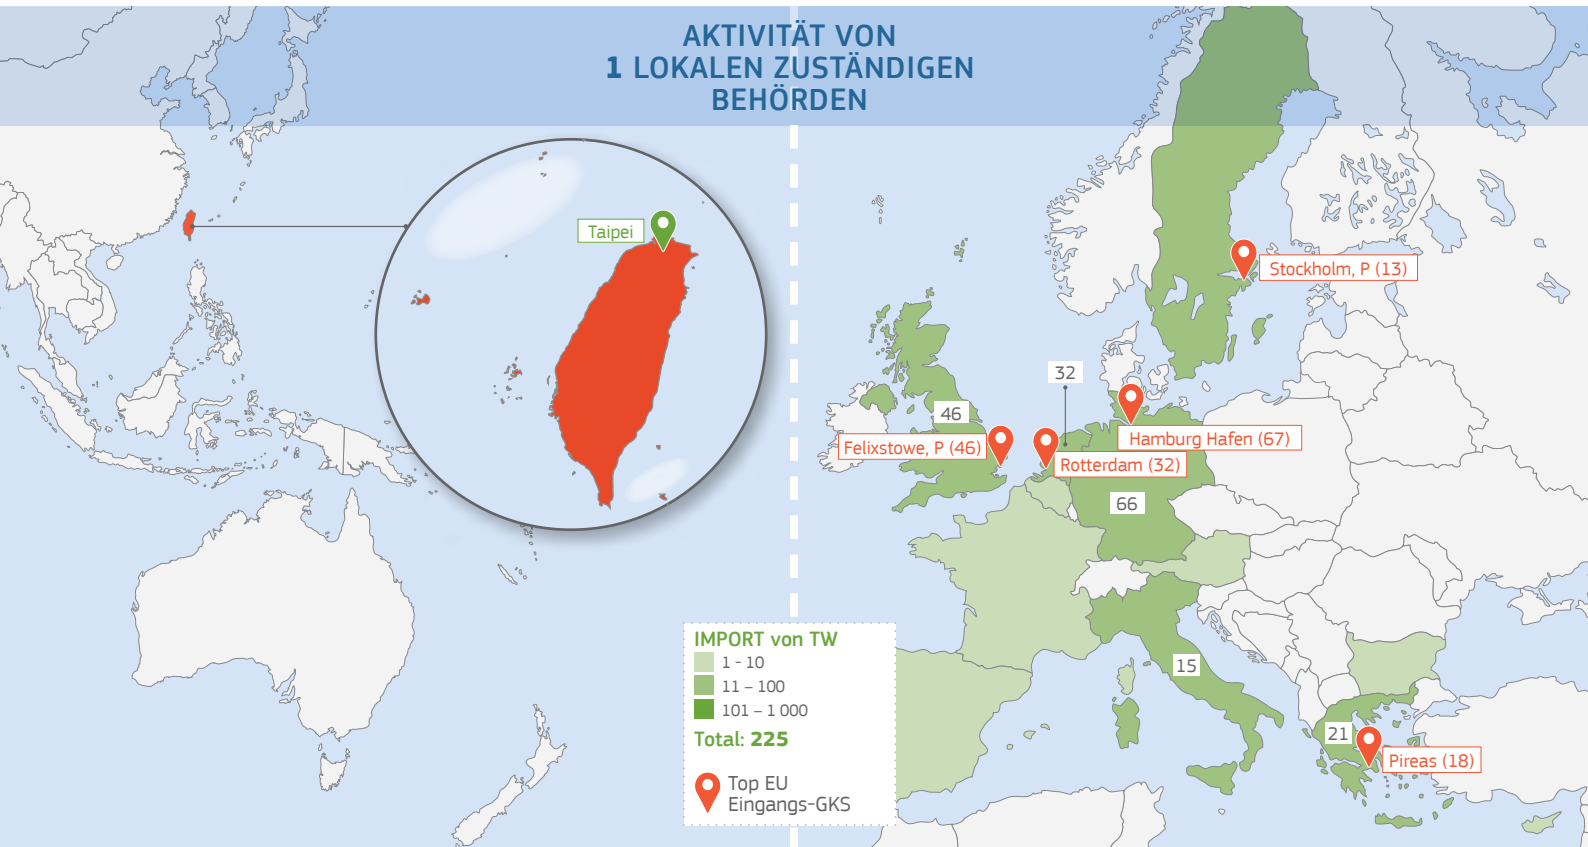 AKTIVITÄT VON
1 LOKALEN ZUSTÄNDIGEN
BEHÖRDEN
Taipei
Stockholm, P (13)
32
46
Hamburg Hafen (67)
Felixstowe, P (46)
Rotterdam (32)
66
15
21
Pireas (18)
IMPORT von TW
1 - 10
11 – 100
101 – 1 000
Total: 225
Top EU
Eingangs-GKS